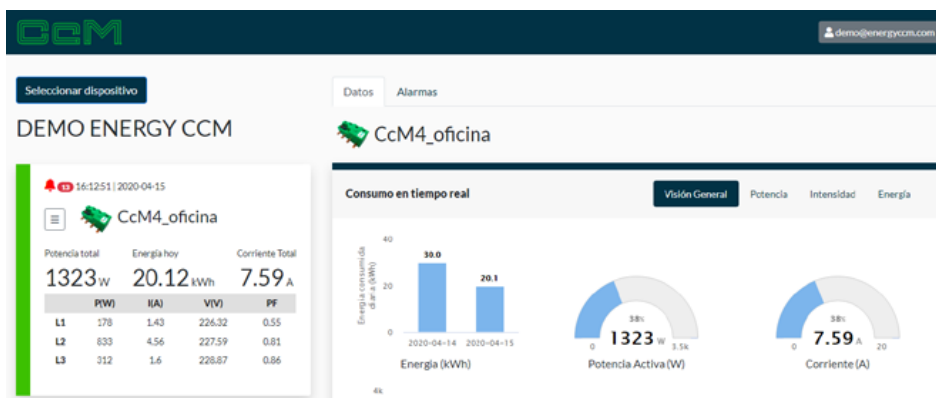 CcM
demo@energyccm.com
Seleccionar dispositivo
DEMO ENERGY CCM
13 16:12:51 | 2020-04-15
CcM4_oficina
Potencia total Energía hoy Corriente Total
1323 W 20.12 kWh 7.59 A
P(W) I(A) V(V) PF
L1 178 1.43 226.32 0.55
L2 833 4.56 227.59 0.81
L3 312 1.6 228.87 0.86
Datos Alarmas
CcM4_oficina
Consumo en tiempo real
Visión General Potencia Intensidad Energía
Energia consumida
diaria (kWh)
40
20
0
30.0
20.1
2020-04-14 2020-04-15
Energía (kWh)
38%
1323 W
0 3.5k
Potencia Activa (W)
38%
7.59 A
0 20
Corriente (A)
4k